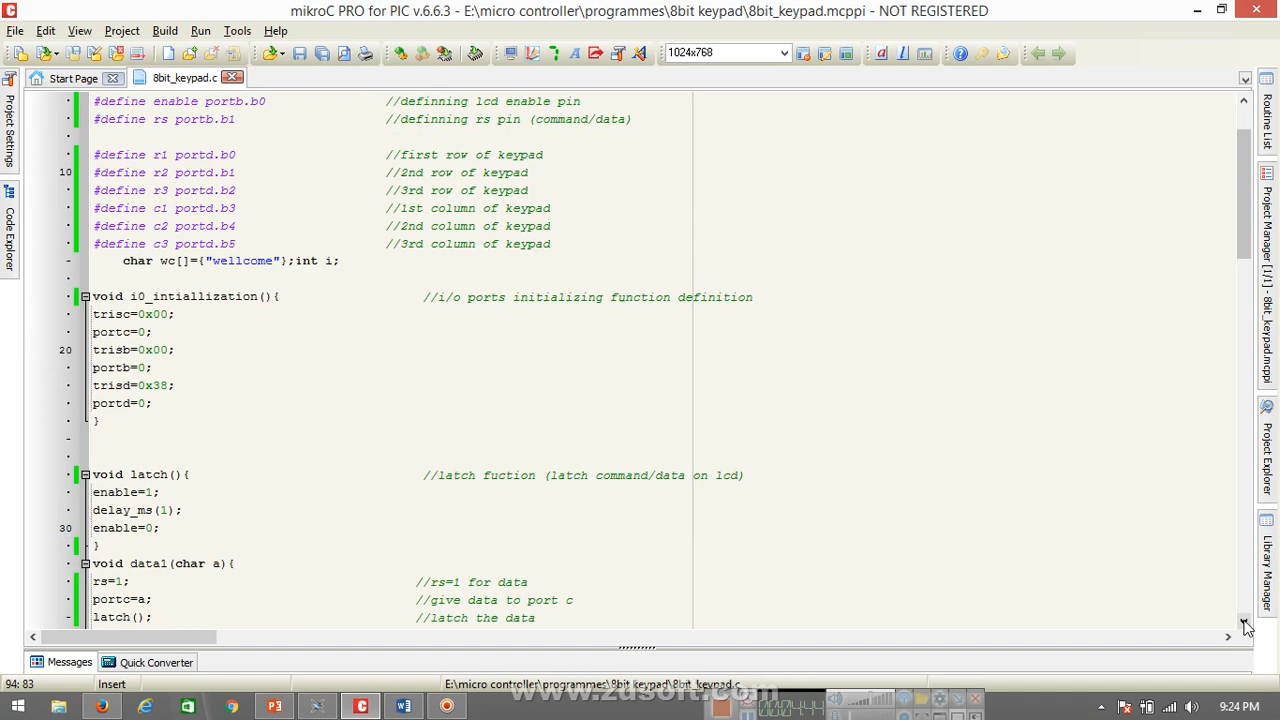 mikroC PRO for PIC v.6.6.3 - E:\micro controller\programmes\8bit keypad\8bit_keypad.mcppi - NOT REGISTERED
File Edit View Project Build Run Tools Help
1024x768
Start Page 8bit_keypad.c
#define enable portb.b0 //definning lcd enable pin
#define rs portb.b1 //definning rs pin (command/data)
#define r1 portd.b0 //first row of keypad
10 #define r2 portd.b1 //2nd row of keypad
#define r3 portd.b2 //3rd row of keypad
#define c1 portd.b3 //1st column of keypad
#define c2 portd.b4 //2nd column of keypad
#define c3 portd.b5 //3rd column of keypad
char wc[]={"wellcome"};int i;
void i0_intiallization(){ //i/o ports initializing function definition
trisc=0x00;
portc=0;
20 trisb=0x00;
portb=0;
trisd=0x38;
portd=0;
}
void latch(){ //latch fuction (latch command/data on lcd)
enable=1;
delay_ms(1);
30 enable=0;
}
void data1(char a){
rs=1; //rs=1 for data
portc=a; //give data to port c
latch(); //latch the data
Project Settings
Code Explorer
Routine List
Project Manager [1/1] - 8bit_keypad.mcppi
Project Explorer
Library Manager
Messages Quick Converter
94: 83 Insert E:\micro controller\programmes\8bit keypad\8bit_keypad.c
www.zdsoft.com
9:24 PM